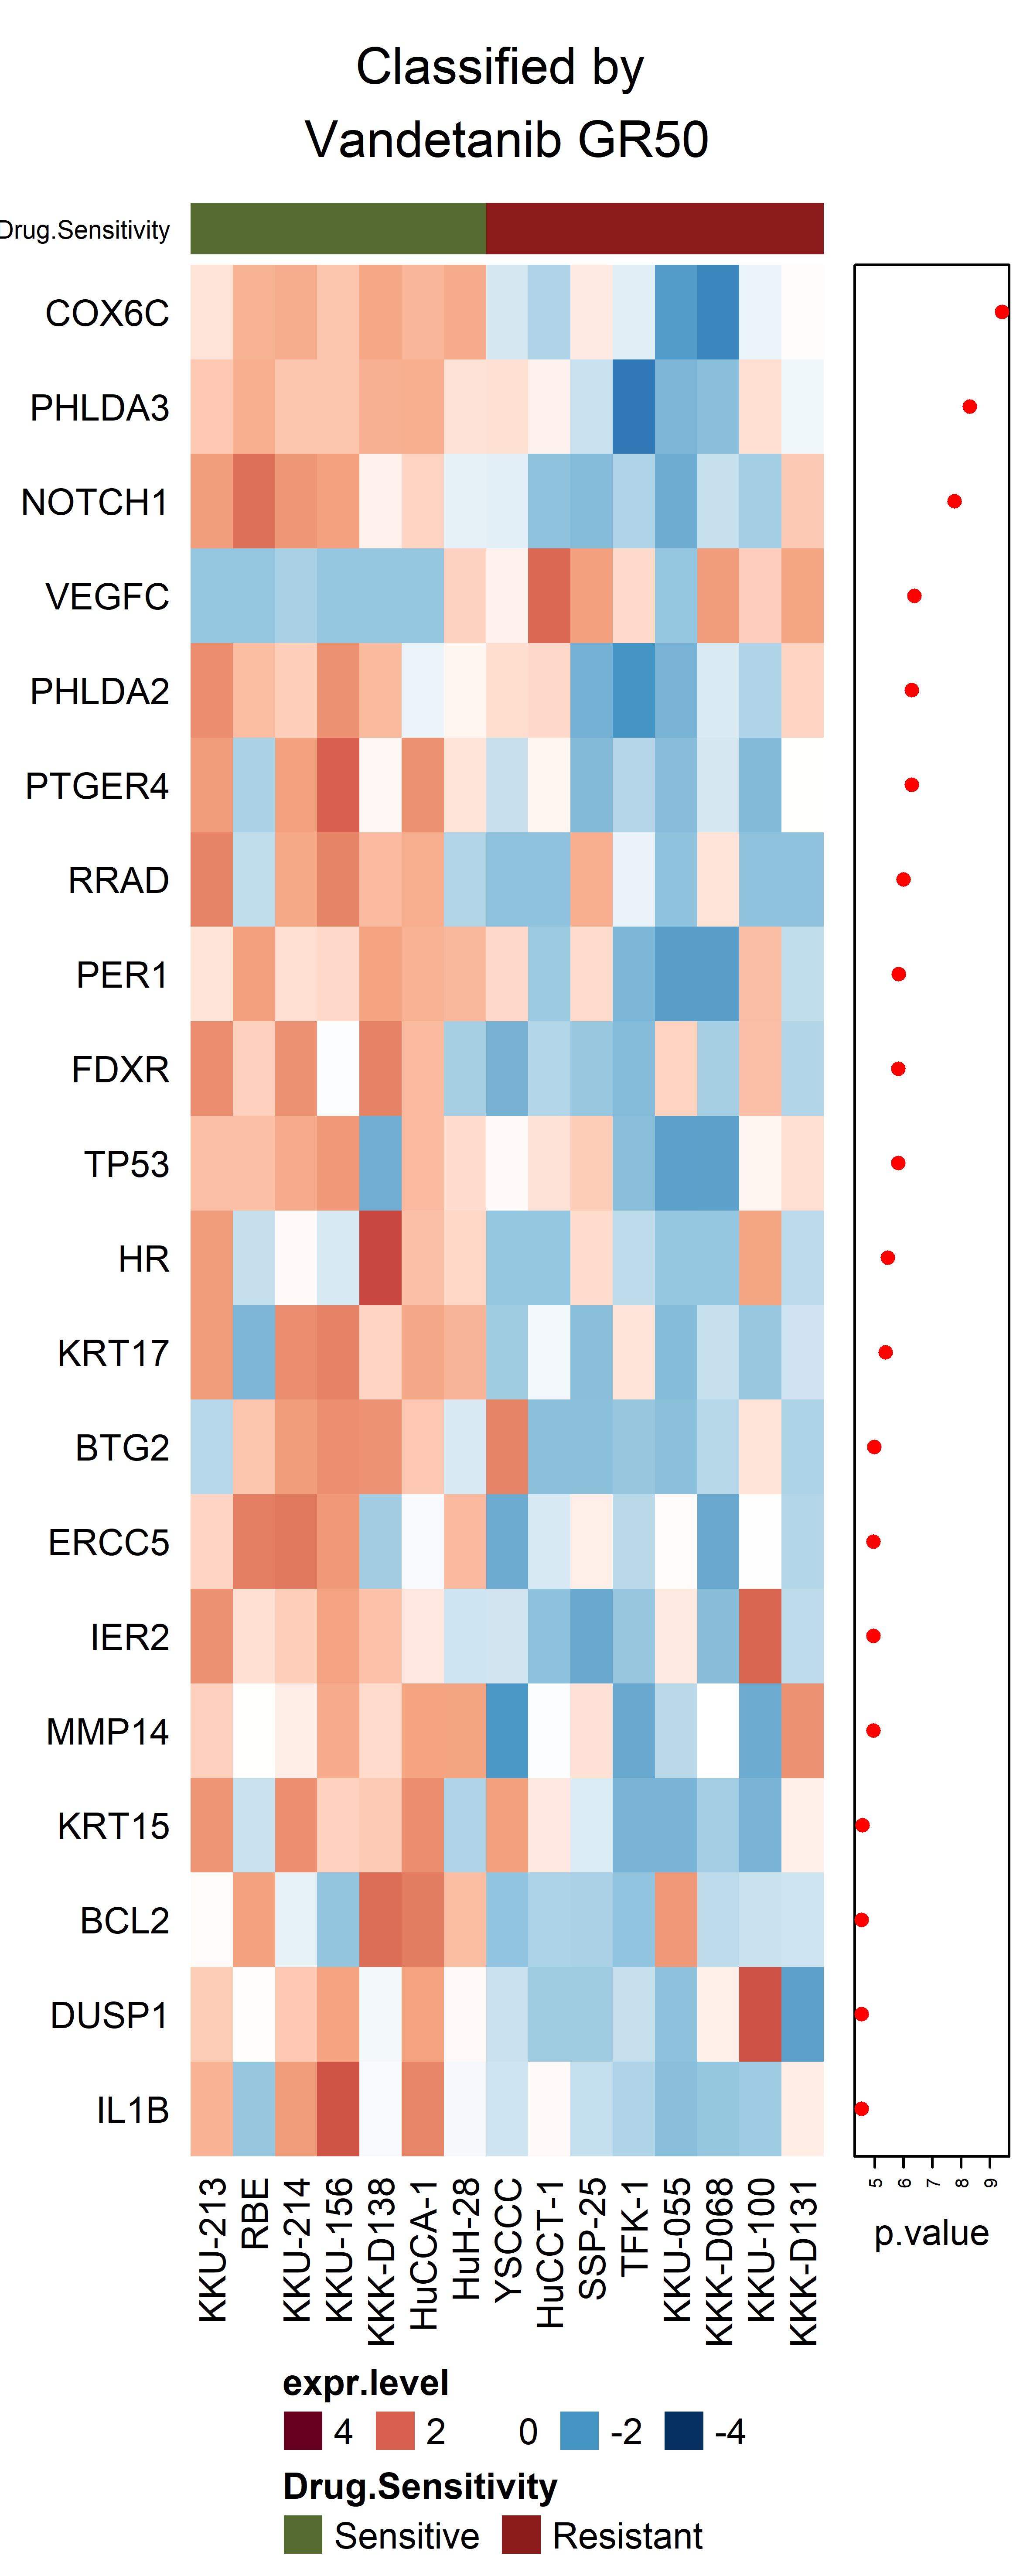 Classified by
Vandetanib GR50
Drug.Sensitivity
COX6C
PHLDA3
NOTCH1
VEGFC
PHLDA2
PTGER4
RRAD
PER1
FDXR
TP53
HR
KRT17
BTG2
ERCC5
IER2
MMP14
KRT15
BCL2
DUSP1
IL1B
KKU-213
RBE
KKU-214
KKU-156
KKK-D138
HuCCA-1
HuH-28
YSCCC
HuCCT-1
SSP-25
TFK-1
KKU-055
KKK-D068
KKU-100
KKK-D131
5 6 7 8 9
p.value
expr.level
4 2 0 -2 -4
Drug.Sensitivity
Sensitive Resistant